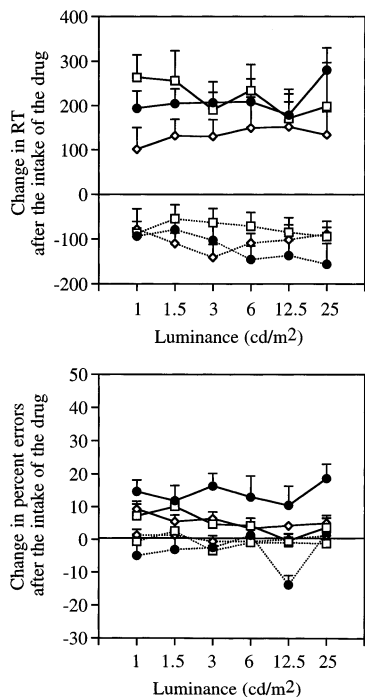 400
300
200
100
0
-100
-200
Change in RT
after the intake of the drug
1 1.5 3 6 12.5 25
Luminance (cd/m2)
50
40
30
20
10
0
-10
-20
-30
Change in percent errors
after the intake of the drug
1 1.5 3 6 12.5 25
Luminance (cd/m2)